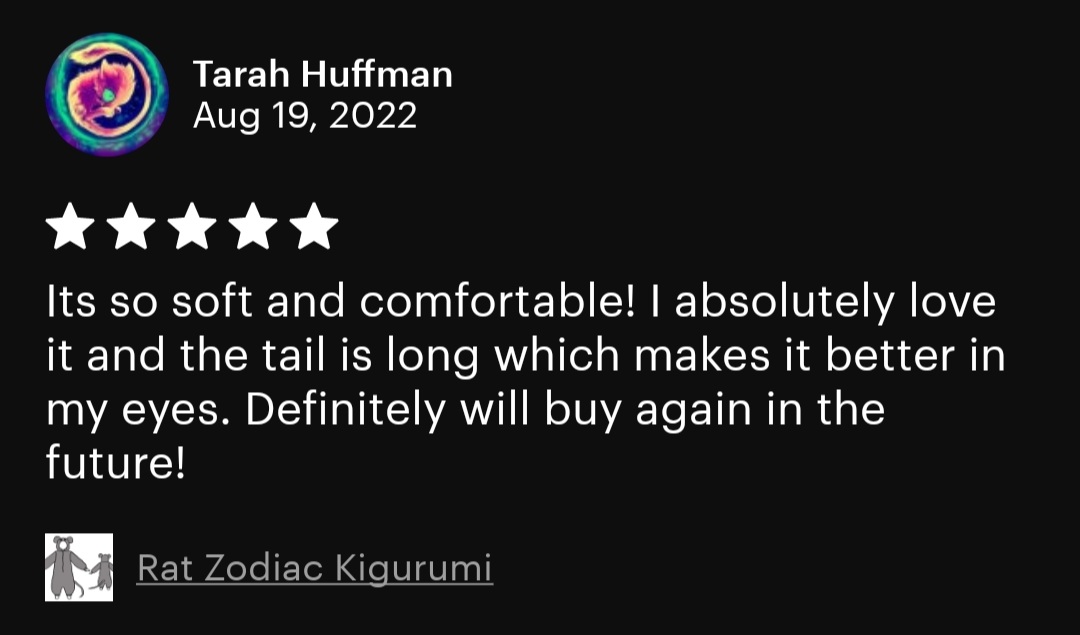 Tarah Huffman
Aug 19, 2022
Its so soft and comfortable! I absolutely love
it and the tail is long which makes it better in
my eyes. Definitely will buy again in the
future!
Rat Zodiac Kigurumi